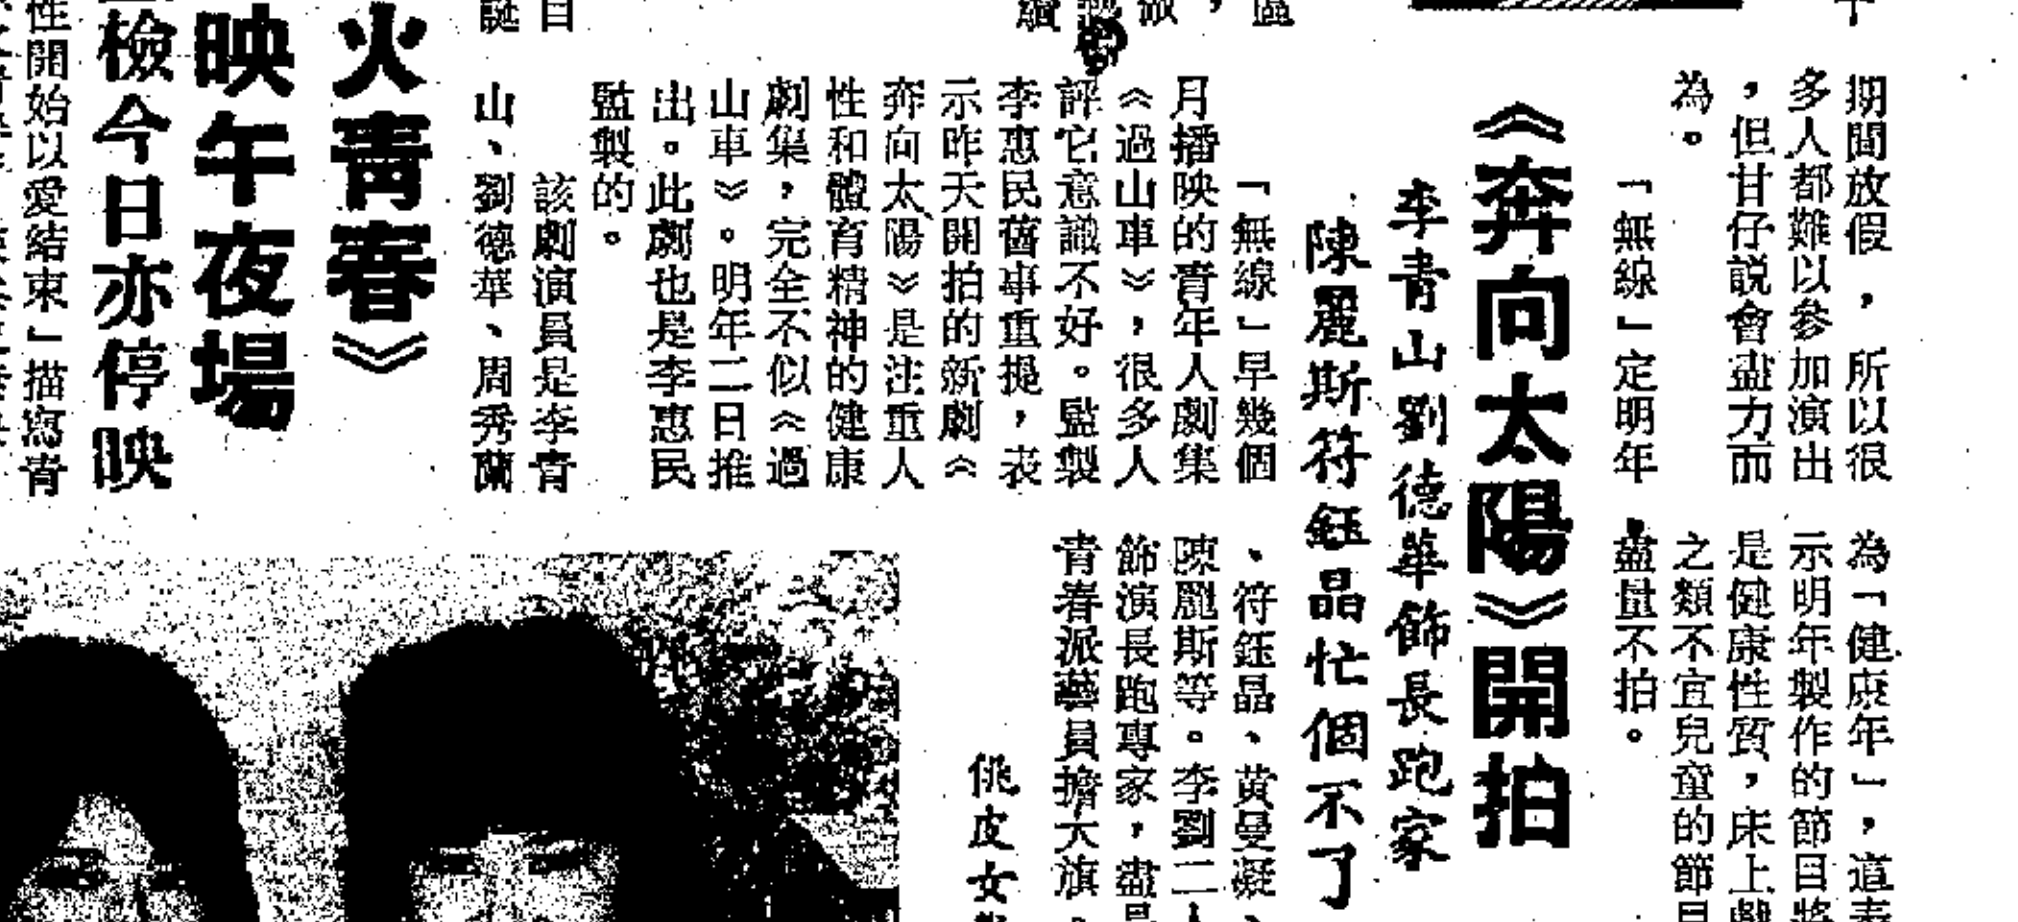 期間放假，所以很
多人都難以參加演出
，但甘仔説會盡力而
為。
「無線」定明年
為「健康年」，這表
示明年製作的節目將
是健康性質，床上戲
之類不宜兒童的節目
，盡量不拍。
《奔向太陽》開拍
李青山劉德華飾長跑家
陳麗斯符鈺晶忙個不了
「無線」早幾個
月播映的青年人劇集
《過山車》，很多人
評它意識不好。監製
李惠民舊事重提，表
示昨天開拍的新劇《
奔向太陽》是注重人
性和體育精神的健康
劇集，完全不似《過
山車》。明年二日推
出。此劇也是李惠民
監製的。
該劇演員是李青
山、劉德華、周秀蘭
、符鈺晶、黃曼凝、
陳麗斯等。李劉二人
飾演長跑專家，盡是
青春派藝員擔大旗，
佻皮女
火青春》
映午夜場
檢今日亦停映
性開始以愛結束」描寫青